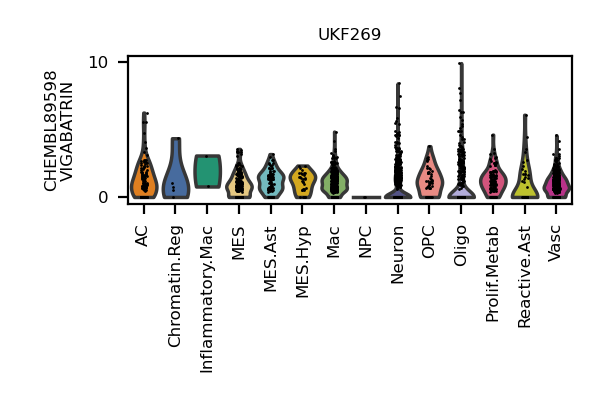 UKF269
CHEMBL89598
VIGABATRIN
10
0
AC
Chromatin.Reg
Inflammatory.Mac
MES
MES.Ast
MES.Hyp
Mac
NPC
Neuron
OPC
Oligo
Prolif.Metab
Reactive.Ast
Vasc